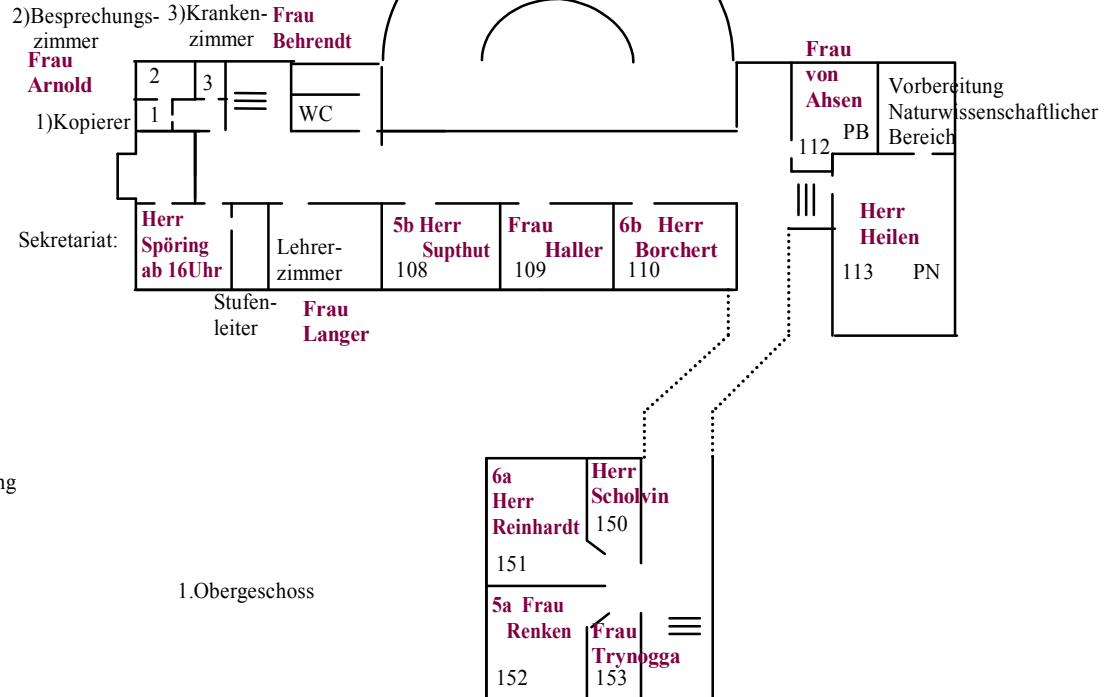 2)Besprechungs-
zimmer
3)Kranken-
zimmer
Frau
Behrendt
Frau
Arnold
2
3
1)Kopierer
1
WC
Frau
von
Ahsen
PB
112
Vorbereitung
Naturwissenschaftlicher
Bereich
Sekretariat:
Herr
Spöring
ab 16Uhr
Stufen-
leiter
Lehrer-
zimmer
Frau
Langer
5b Herr
Supthut
108
Frau
Haller
109
6b Herr
Borchert
110
Herr
Heilen
113 PN
ng
6a
Herr
Reinhardt
151
Herr
Scholvin
150
1.Obergeschoss
5a Frau
Renken
152
Frau
Trynogga
153